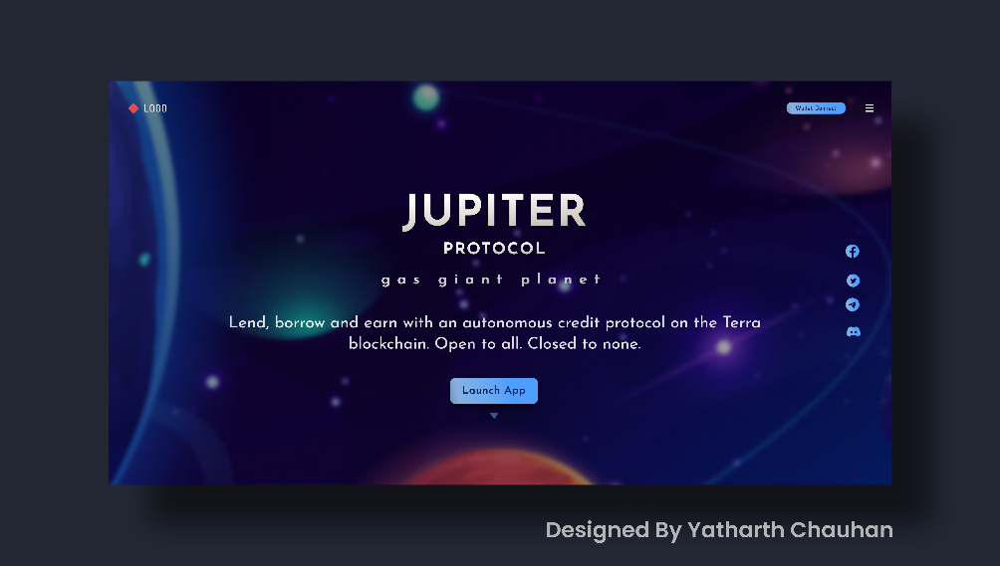 LOGO
Wallet Connect
JUPITER
PROTOCOL
gas giant planet
Lend, borrow and earn with an autonomous credit protocol on the Terra
blockchain. Open to all. Closed to none.
Launch App
Designed By Yatharth Chauhan